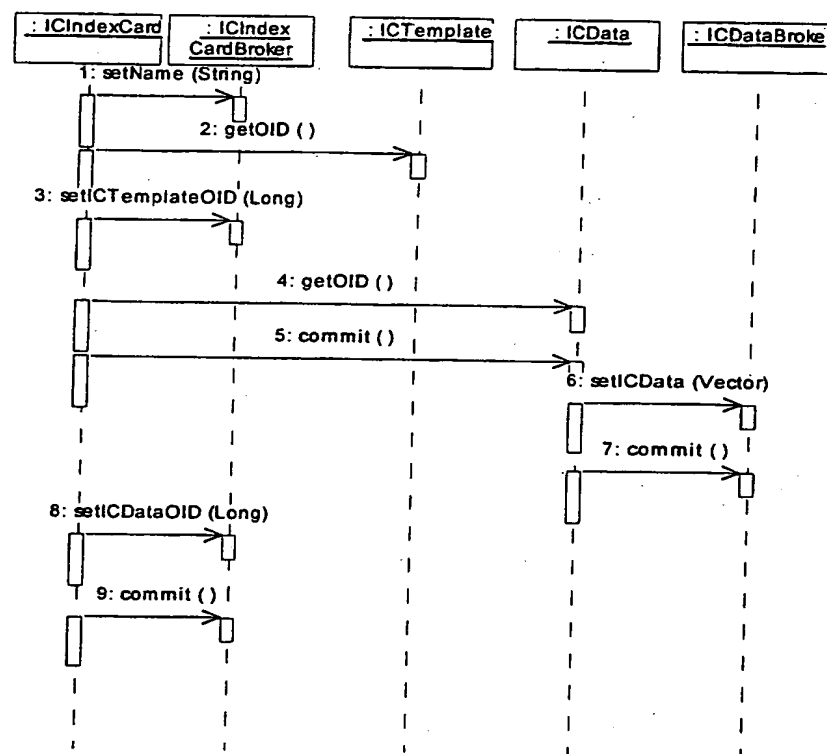 : ICIndexCard
: ICIndex
CardBroker
: ICTemplate
: ICData
: ICDataBroke
1: setName (String)
2: getOID ( )
3: setICTemplateOID (Long)
4: getOID ( )
5: commit ( )
6: setICData (Vector)
7: commit ( )
8: setICDataOID (Long)
9: commit ( )